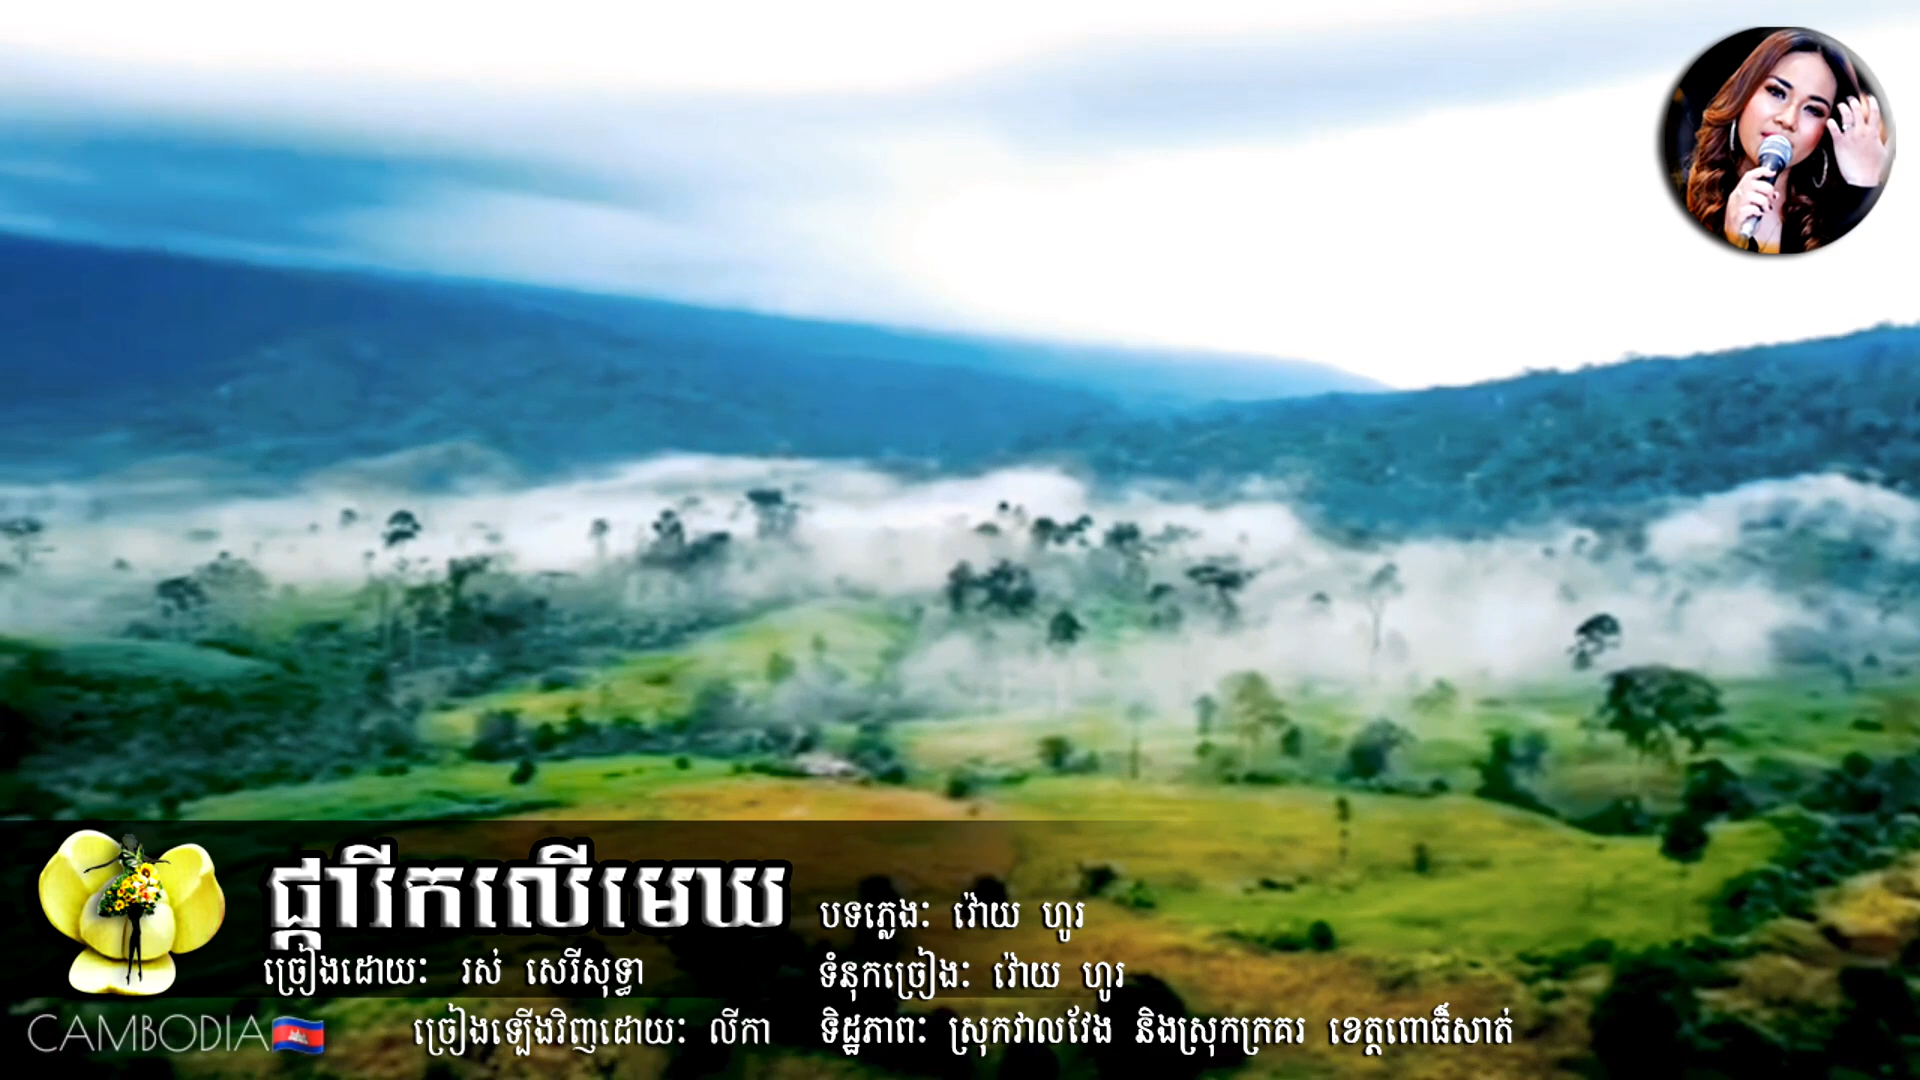 ផ្ការីកលើមេឃ
បទភ្លេងៈ វ៉ោយ ហូរ
ច្រៀងដោយៈ រស់ សេរីសុទ្ធា
ទំនុកច្រៀងៈ វ៉ោយ ហូរ
CAMBODIA
ច្រៀងឡើងវិញដោយៈ លីកា
ទិដ្ឋភាពៈ ស្រុកវាលវែង និងស្រុកក្រគរ ខេត្តពោធិ៍សាត់